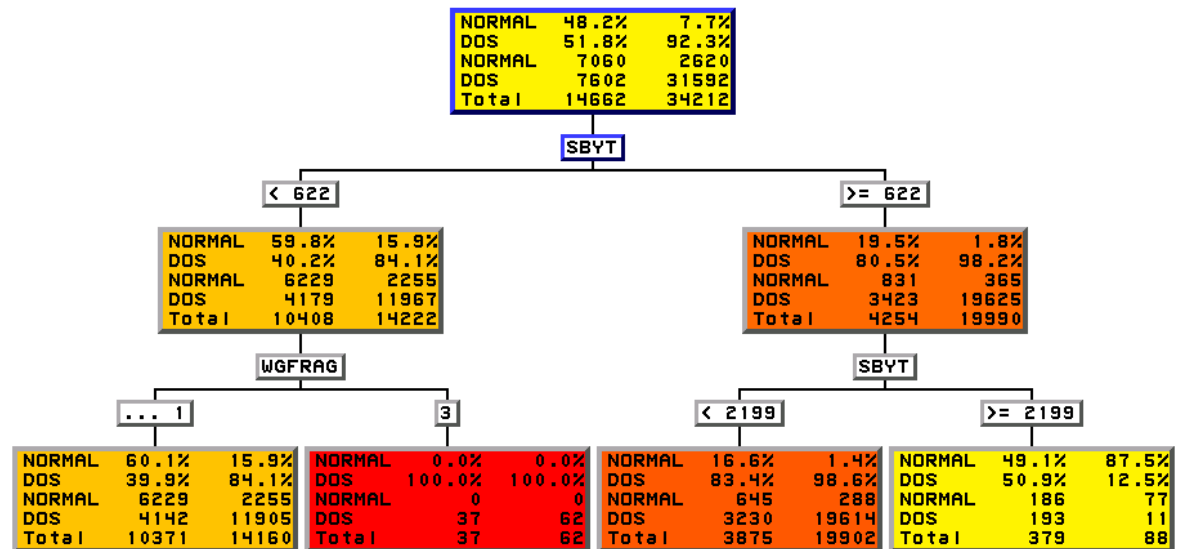 NORMAL 48.2% 7.7%
DOS 51.8% 92.3%
NORMAL 7060 2620
DOS 7602 31592
Total 14662 34212
SBYT
< 622
>= 622
NORMAL 59.8% 15.9%
DOS 40.2% 84.1%
NORMAL 6229 2255
DOS 4179 11967
Total 10408 14222
NORMAL 19.5% 1.8%
DOS 80.5% 98.2%
NORMAL 831 365
DOS 3423 19625
Total 4254 19990
WGFRAG
SBYT
... 1
3
< 2199
>= 2199
NORMAL 60.1% 15.9%
DOS 39.9% 84.1%
NORMAL 6229 2255
DOS 4142 11905
Total 10371 14160
NORMAL 0.0% 0.0%
DOS 100.0% 100.0%
NORMAL 0 0
DOS 37 62
Total 37 62
NORMAL 16.6% 1.4%
DOS 83.4% 98.6%
NORMAL 645 288
DOS 3230 19614
Total 3875 19902
NORMAL 49.1% 87.5%
DOS 50.9% 12.5%
NORMAL 186 77
DOS 193 11
Total 379 88